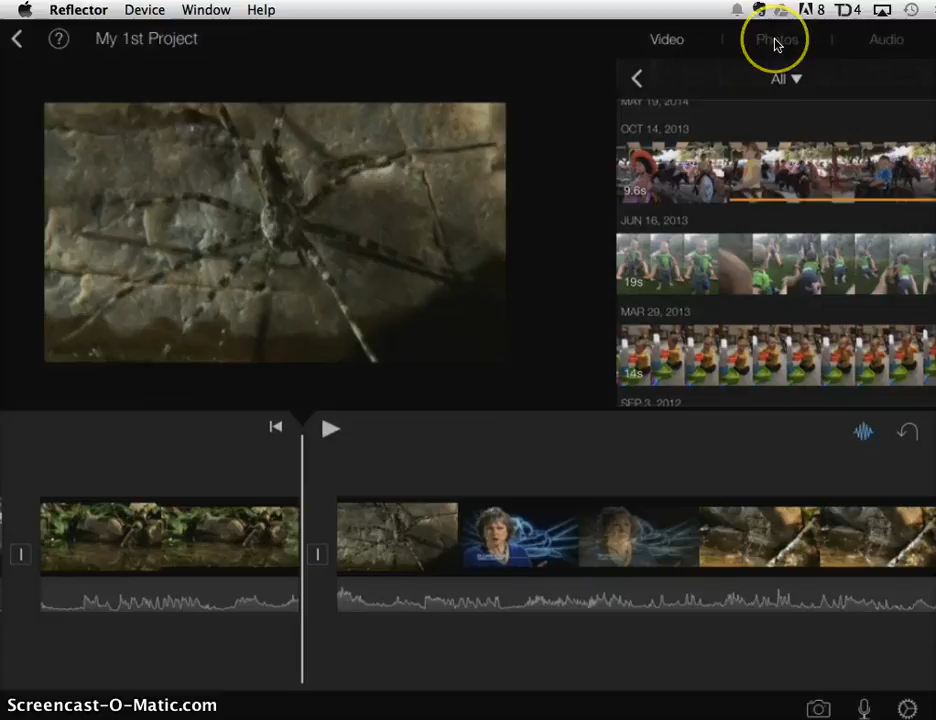 Reflector Device Window Help 8 4
My 1st Project Video Photos Audio
All
MAY 19, 2014
OCT 14, 2013
9.6s
JUN 16, 2013
19s
MAR 29, 2013
14s
SEP 3, 2012
Screencast-O-Matic.com